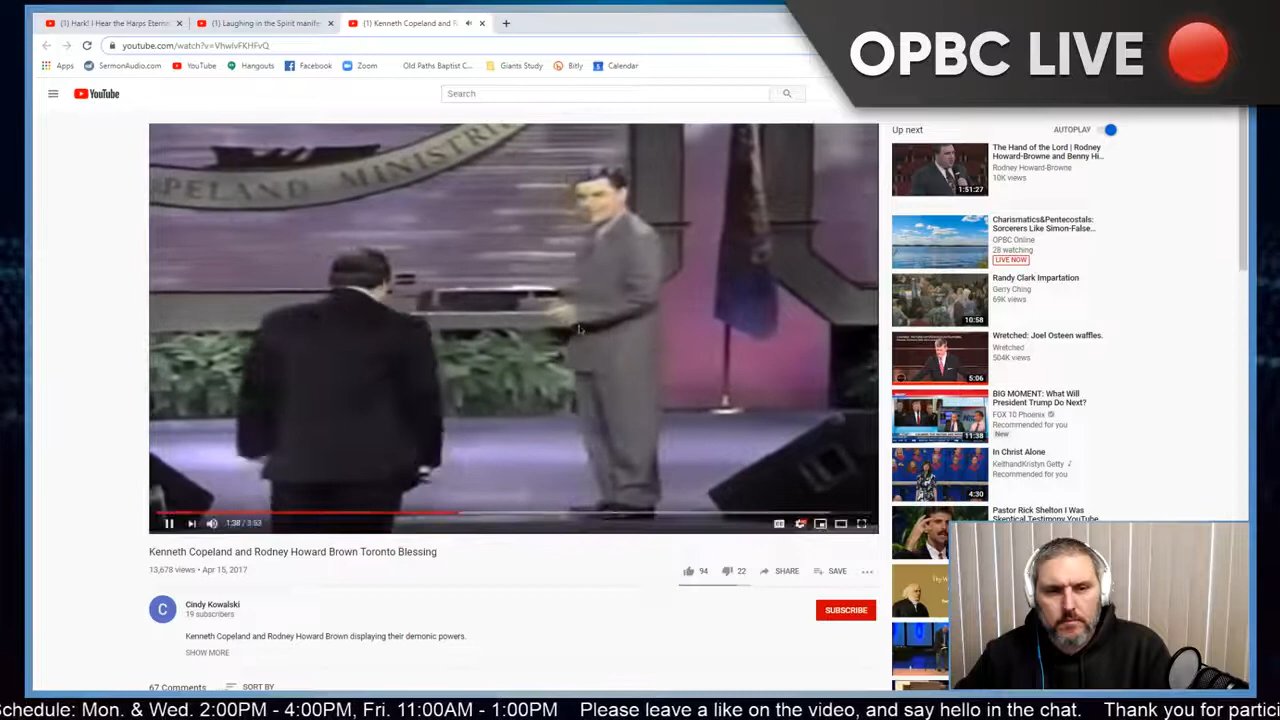 (1) Hark! I Hear the Harps Etern
(1) Laughing in the Spirit manife
(1) Kenneth Copeland and R
OPBC LIVE
youtube.com/watch?v=VhwIvFKHFvQ
Apps
SermonAudio.com
YouTube
Hangouts
Facebook
Zoom
Old Paths Baptist C...
Giants Study
Bitly
Calendar
YouTube
Search
Up next
AUTOPLAY
The Hand of the Lord | Rodney
Howard-Browne and Benny Hi...
Rodney Howard-Browne
10K views
1:51:27
Charismatics&Pentecostals:
Sorcerers Like Simon-False...
OPBC Online
28 watching
LIVE NOW
Randy Clark Impartation
Gerry Ching
69K views
10:58
Wretched: Joel Osteen waffles.
Wretched
504K views
5:06
BIG MOMENT: What Will
President Trump Do Next?
FOX 10 Phoenix
Recommended for you
New
11:38
In Christ Alone
KeithandKristyn Getty
Recommended for you
4:30
Pastor Rick Shelton I Was
Skeptical Testimony YouTube
1:38 / 3:53
Kenneth Copeland and Rodney Howard Brown Toronto Blessing
13,678 views • Apr 15, 2017
94
22
SHARE
SAVE
C
Cindy Kowalski
19 subscribers
SUBSCRIBE
Kenneth Copeland and Rodney Howard Brown displaying their demonic powers.
SHOW MORE
67 Comments
SORT BY
Schedule: Mon. & Wed. 2:00PM - 4:00PM, Fri. 11:00AM - 1:00PM Please leave a like on the video, and say hello in the chat. Thank you for partici